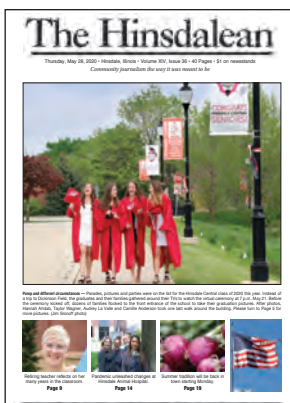 The Hinsdalean
Thursday, May 28, 2020 • Hinsdale, Illinois • Volume XIV, Issue 36 • 40 Pages • $1 on newsstands
Community journalism the way it was meant to be
CONGRATS
SENIORS!
Pomp and different circumstances — Parades, pictures and parties were on the list for the Hinsdale Central class of 2020 this year. Instead of
a trip to Dickinson Field, the graduates and their families gathered around their TVs to watch the virtual ceremony at 7 p.m. May 21. Before
the ceremony kicked off, dozens of families flocked to the front entrance of the school to take their graduation pictures. After photos,
Hannah Taylor Wagner, Audrey La Valle and Camille Anderson took one last walk around the building. Please turn to Page 5 for
more pictures. (Jim Slonoff photo)
Retiring teacher reflects on her
many years in the classroom.
Page 9
Pandemic unleashed changes at
Hinsdale Animal Hospital.
Page 14
Summer tradition will be back in
town starting Monday.
Page 18